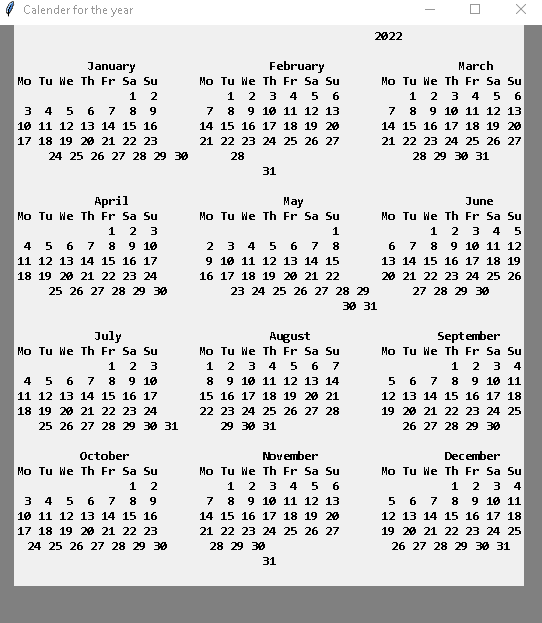 Calender for the year
2022
January February March
Mo Tu We Th Fr Sa Su Mo Tu We Th Fr Sa Su Mo Tu We Th Fr Sa Su
1 2 1 2 3 4 5 6 1 2 3 4 5 6
3 4 5 6 7 8 9 7 8 9 10 11 12 13 7 8 9 10 11 12 13
10 11 12 13 14 15 16 14 15 16 17 18 19 20 14 15 16 17 18 19 20
17 18 19 20 21 22 23 21 22 23 24 25 26 27 21 22 23 24 25 26 27
24 25 26 27 28 29 30 28 28 29 30 31
31
April May June
Mo Tu We Th Fr Sa Su Mo Tu We Th Fr Sa Su Mo Tu We Th Fr Sa Su
1 2 3 1 1 2 3 4 5
4 5 6 7 8 9 10 2 3 4 5 6 7 8 6 7 8 9 10 11 12
11 12 13 14 15 16 17 9 10 11 12 13 14 15 13 14 15 16 17 18 19
18 19 20 21 22 23 24 16 17 18 19 20 21 22 20 21 22 23 24 25 26
25 26 27 28 29 30 23 24 25 26 27 28 29 27 28 29 30
30 31
July August September
Mo Tu We Th Fr Sa Su Mo Tu We Th Fr Sa Su Mo Tu We Th Fr Sa Su
1 2 3 1 2 3 4 5 6 7 1 2 3 4
4 5 6 7 8 9 10 8 9 10 11 12 13 14 5 6 7 8 9 10 11
11 12 13 14 15 16 17 15 16 17 18 19 20 21 12 13 14 15 16 17 18
18 19 20 21 22 23 24 22 23 24 25 26 27 28 19 20 21 22 23 24 25
25 26 27 28 29 30 31 29 30 31 26 27 28 29 30
October November December
Mo Tu We Th Fr Sa Su Mo Tu We Th Fr Sa Su Mo Tu We Th Fr Sa Su
1 2 1 2 3 4 5 6 1 2 3 4
3 4 5 6 7 8 9 7 8 9 10 11 12 13 5 6 7 8 9 10 11
10 11 12 13 14 15 16 14 15 16 17 18 19 20 12 13 14 15 16 17 18
17 18 19 20 21 22 23 21 22 23 24 25 26 27 19 20 21 22 23 24 25
24 25 26 27 28 29 30 28 29 30 26 27 28 29 30 31
31